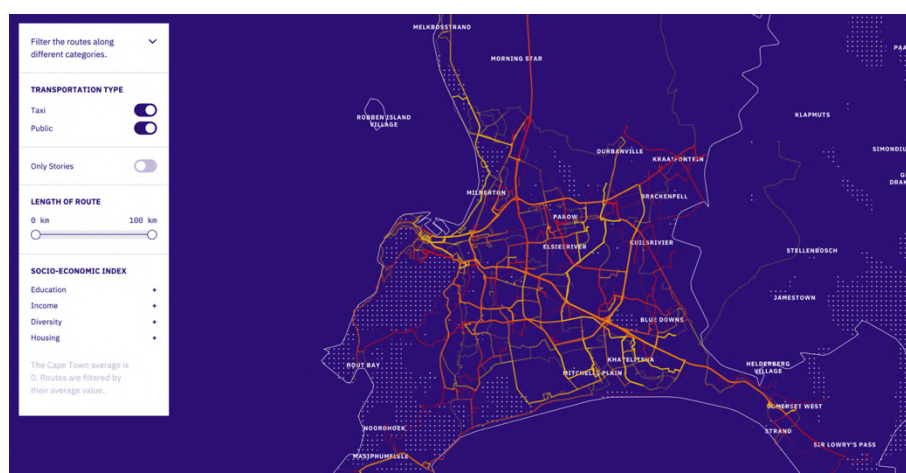 Filter the routes along
different categories.
TRANSPORTATION TYPE
Taxi
Public
Only Stories
LENGTH OF ROUTE
0 km 100 km
SOCIO-ECONOMIC INDEX
Education +
Income +
Diversity +
Housing +
The Cape Town average is
0. Routes are filtered by
their average value.
MELKBOSSTRAND
MORNING STAR
ROBBEN ISLAND
VILLAGE
KLAPMUTS
DURBANVILLE
KRAAIFONTEIN
MILNERTON
BRACKENFELL
PAROW
ELSIESRIVER
KUILSRIVIER
STELLENBOSCH
JAMESTOWN
BLUE DOWNS
KHAYELITSHA
MITCHELLS PLAIN
HOUT BAY
HELDERBERG
VILLAGE
SOMERSET WEST
STRAND
NOORDHOEK
SIR LOWRY'S PASS
MASIPHUMELELE